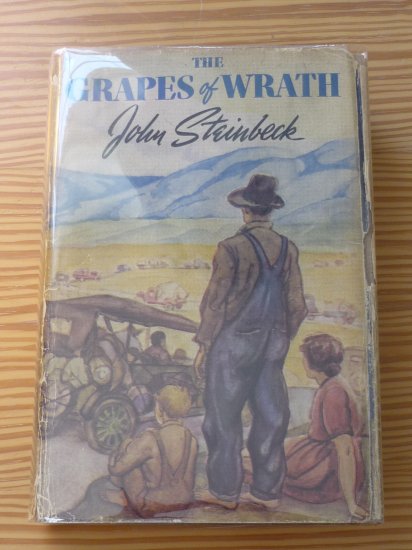 THE
GRAPES of WRATH
John Steinbeck